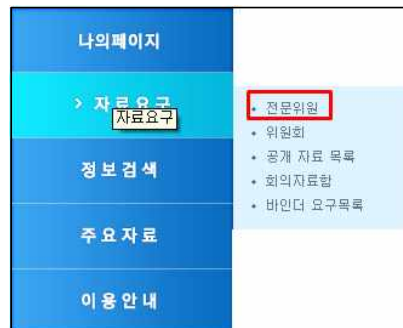 나의페이지
> 자료요구
자료요구
전문위원
위원회
공개 자료 목록
회의자료함
바인더 요구목록
정보검색
주요자료
이용안내